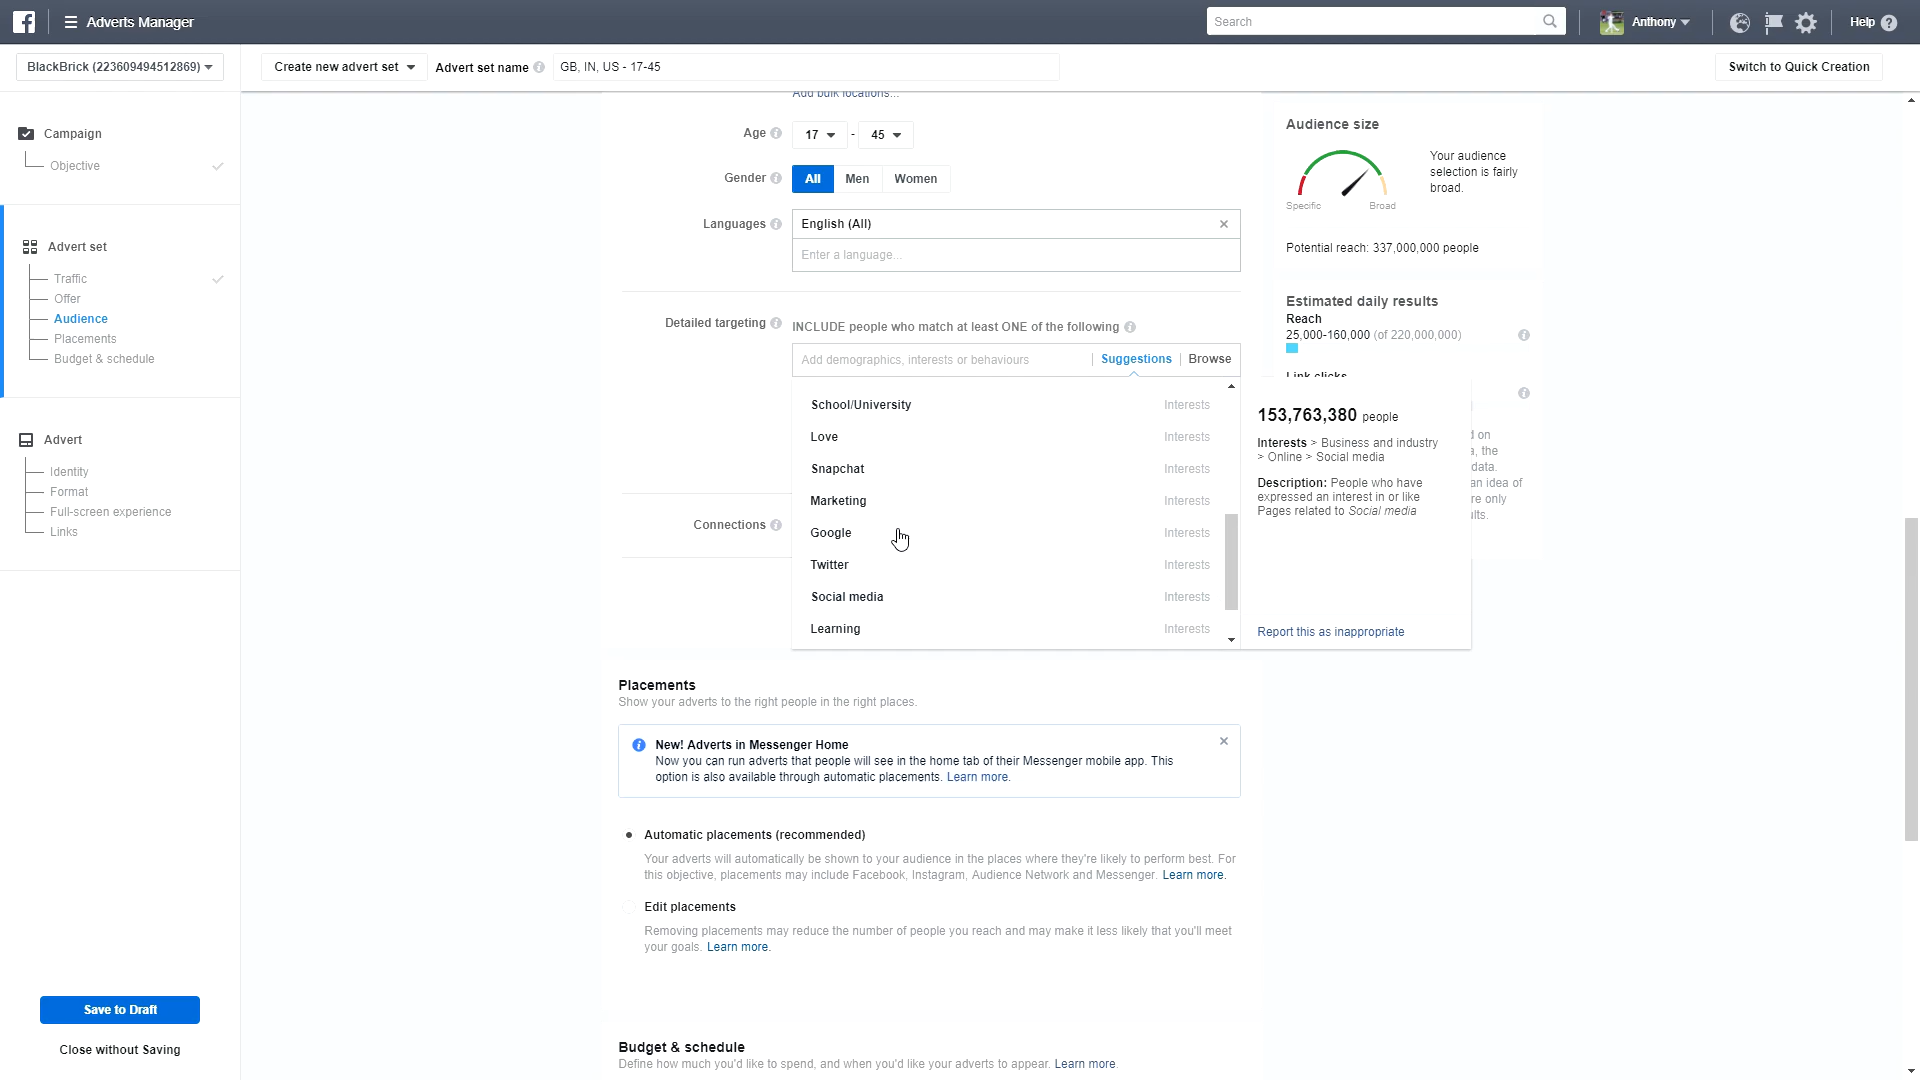 Adverts Manager
Search
Anthony
Help
BlackBrick (223609494512869)
Create new advert set
Advert set name
GB, IN, US - 17-45
Switch to Quick Creation
Campaign
Objective
Advert set
Traffic
Offer
Audience
Placements
Budget & schedule
Advert
Identity
Format
Full-screen experience
Links
Save to Draft
Close without Saving
Add bulk locations...
Age
17 - 45
Gender
All Men Women
Languages
English (All)
Enter a language...
Detailed targeting
INCLUDE people who match at least ONE of the following
Add demographics, interests or behaviours
Suggestions Browse
School/University Interests
Love Interests
Snapchat Interests
Marketing Interests
Google Interests
Twitter Interests
Social media Interests
Learning Interests
Connections
153,763,380 people
Interests > Business and industry
> Online > Social media
Description: People who have
expressed an interest in or like
Pages related to Social media
Report this as inappropriate
Audience size
Specific Broad
Your audience
selection is fairly
broad.
Potential reach: 337,000,000 people
Estimated daily results
Reach
25,000-160,000 (of 220,000,000)
Link clicks
on
, the
data.
an idea of
re only
Placements
Show your adverts to the right people in the right places.
New! Adverts in Messenger Home
Now you can run adverts that people will see in the home tab of their Messenger mobile app. This
option is also available through automatic placements. Learn more.
Automatic placements (recommended)
Your adverts will automatically be shown to your audience in the places where they're likely to perform best. For
this objective, placements may include Facebook, Instagram, Audience Network and Messenger. Learn more.
Edit placements
Removing placements may reduce the number of people you reach and may make it less likely that you'll meet
your goals. Learn more.
Budget & schedule
Define how much you'd like to spend, and when you'd like your adverts to appear. Learn more.